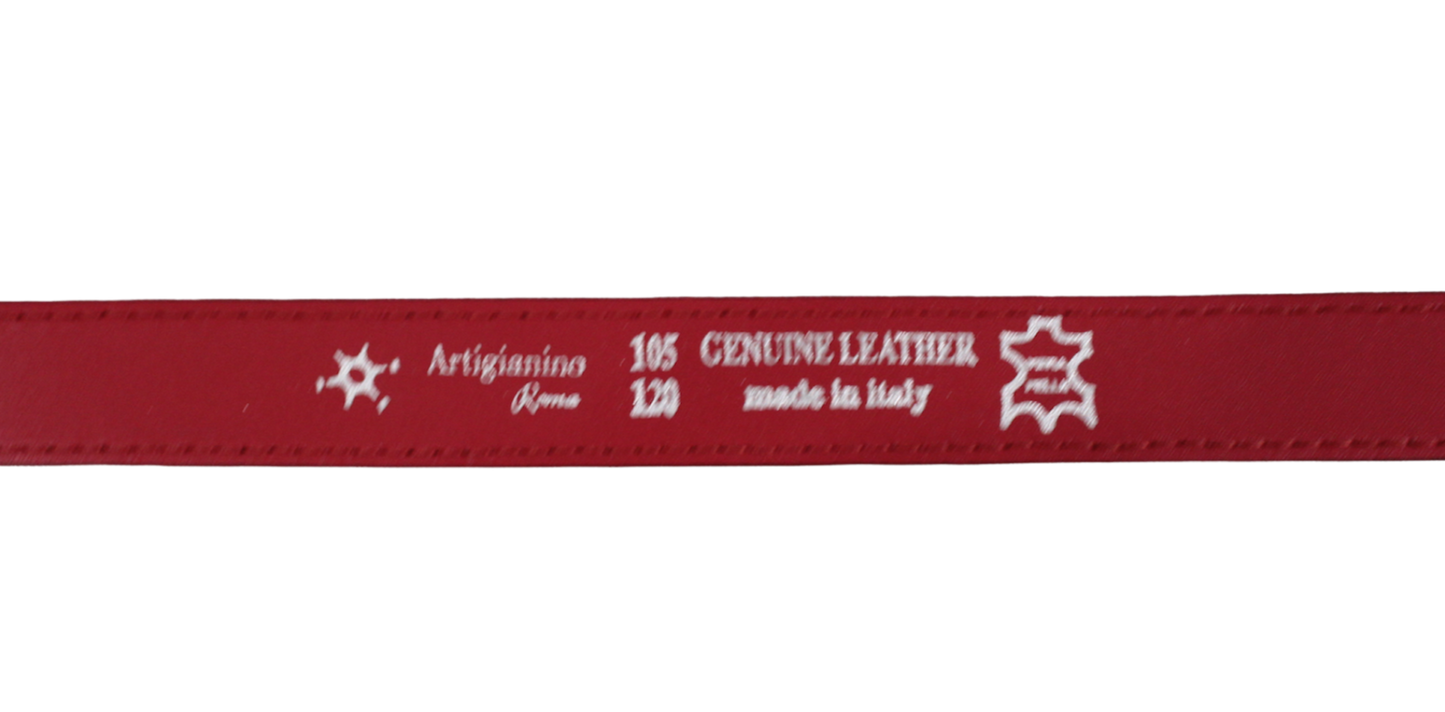 Artigianino
Roma
105
120
GENUINE LEATHER
made in italy